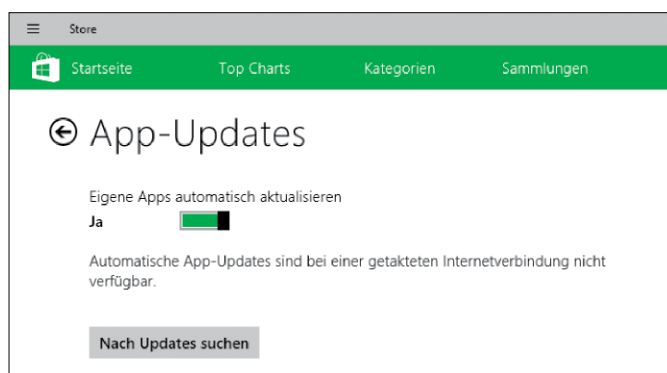 Store
Startseite Top Charts Kategorien Sammlungen
App-Updates
Eigene Apps automatisch aktualisieren
Ja
Automatische App-Updates sind bei einer getakteten Internetverbindung nicht
verfügbar.
Nach Updates suchen